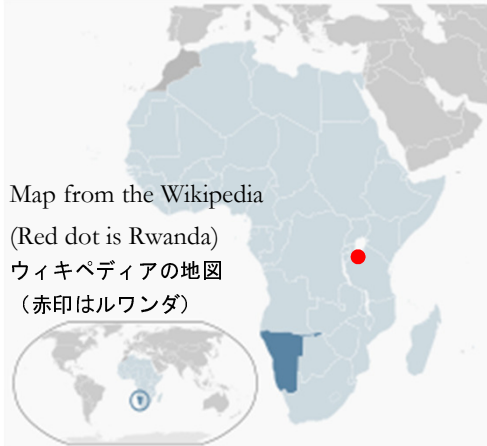 Map from the Wikipedia
(Red dot is Rwanda)
ウィキペディアの地図
（赤印はルワンダ）